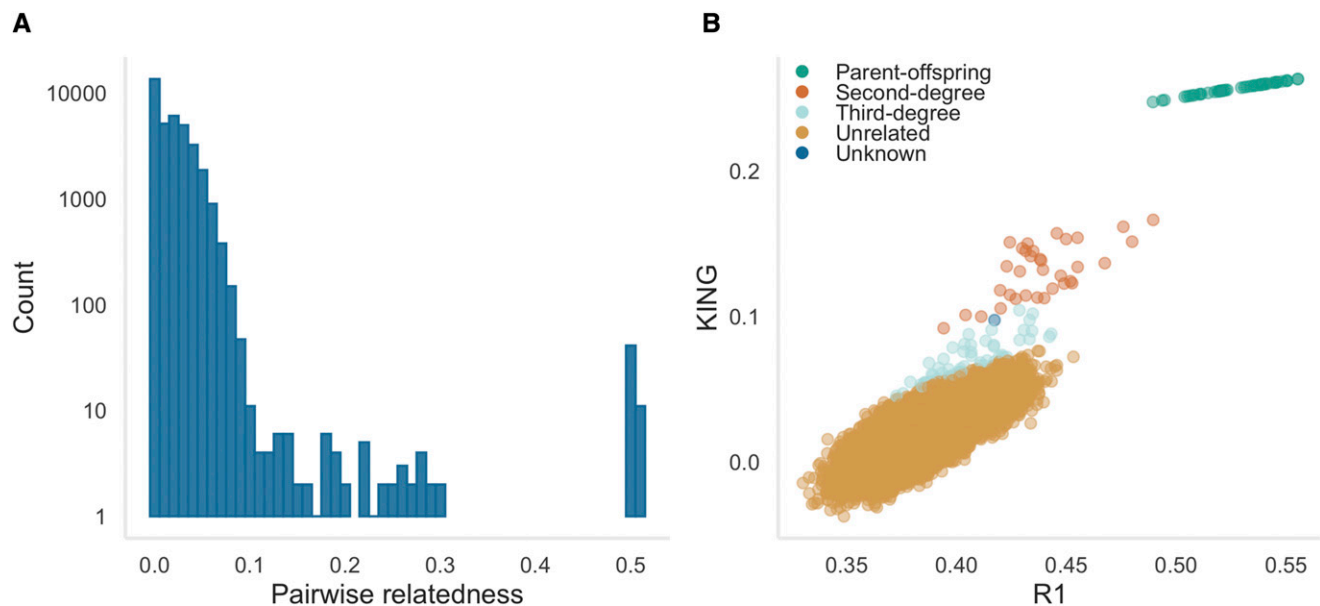 A
Count
10000
1000
100
10
1
0.0 0.1 0.2 0.3 0.4 0.5
Pairwise relatedness
B
Parent-offspring
Second-degree
Third-degree
Unrelated
Unknown
KING
0.2
0.1
0.0
0.35 0.40 0.45 0.50 0.55
R1